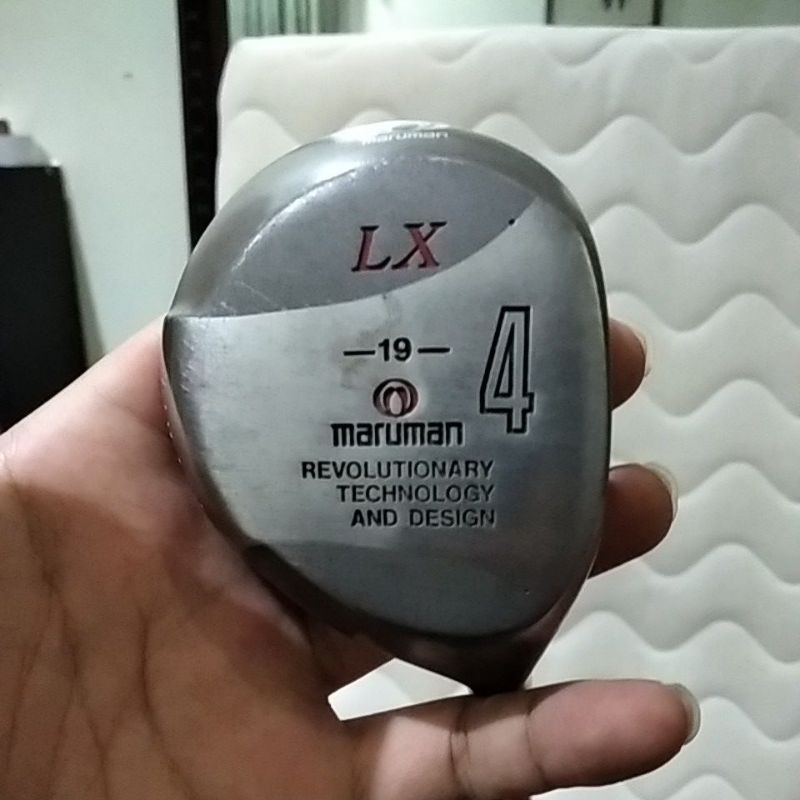 maruman
LX
—19—
4
maruman
REVOLUTIONARY
TECHNOLOGY
AND DESIGN